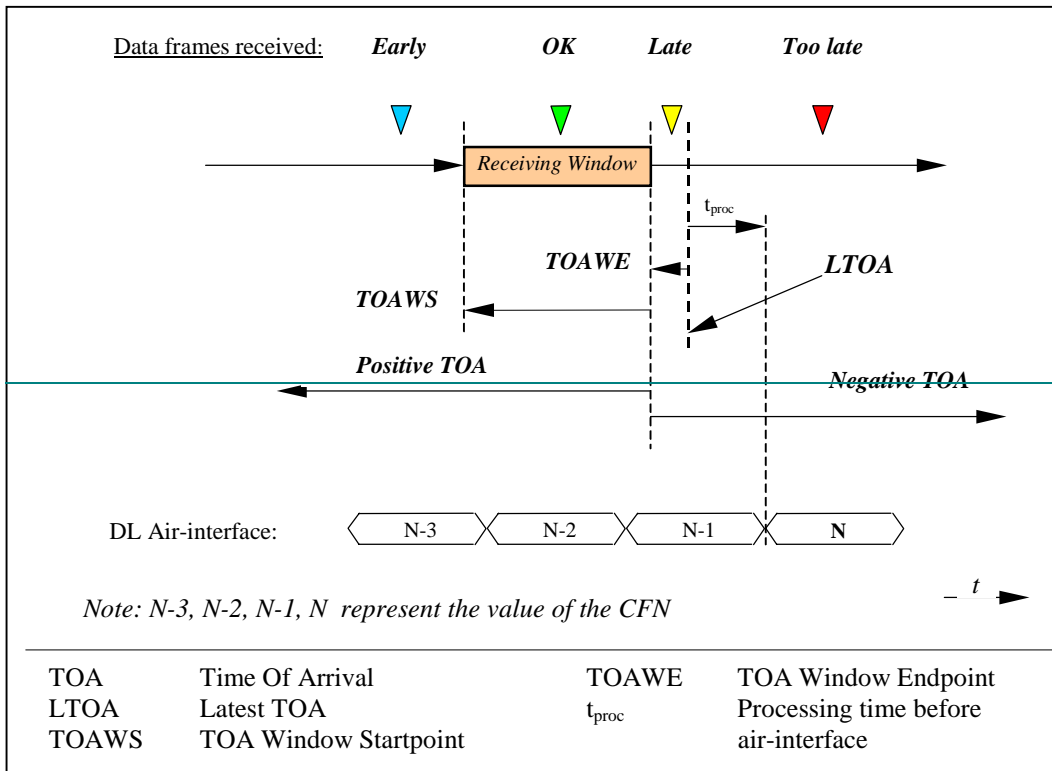 Data frames received: Early OK Late Too late
Receiving Window
tproc
TOAWE
LTOA
TOAWS
Positive TOA
Negative TOA
DL Air-interface: N-3 N-2 N-1 N
t
Note: N-3, N-2, N-1, N represent the value of the CFN
TOA Time Of Arrival TOAWE TOA Window Endpoint
LTOA Latest TOA tproc Processing time before
TOAWS TOA Window Startpoint air-interface